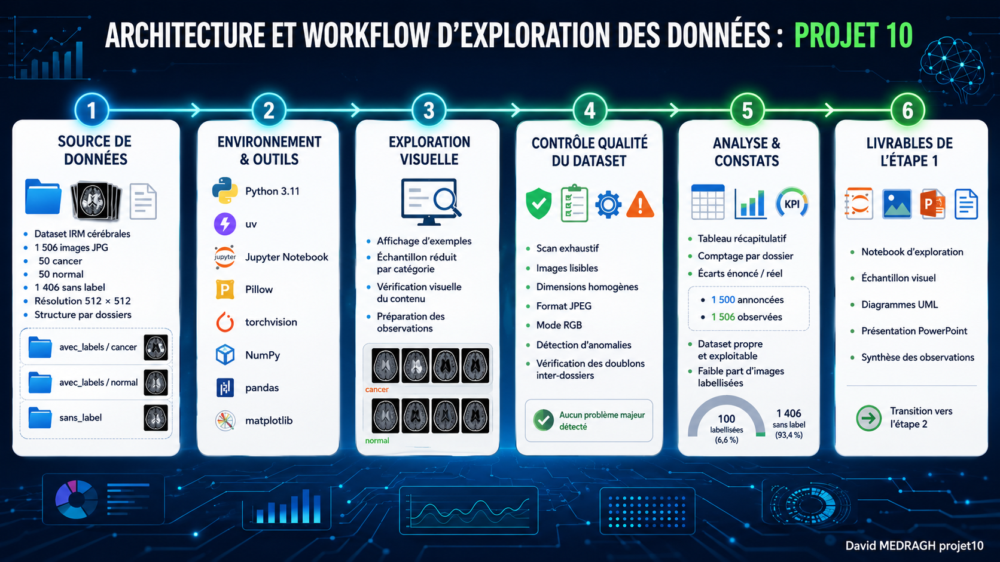 ARCHITECTURE ET WORKFLOW D’EXPLORATION DES DONNÉES : PROJET 10
1
SOURCE DE
DONNÉES
Dataset IRM cérébrales
1 506 images JPG
50 cancer
50 normal
1 406 sans label
Résolution 512 × 512
Structure par dossiers
avec_labels / cancer
avec_labels / normal
sans_label
2
ENVIRONNEMENT
& OUTILS
Python 3.11
uv
jupyter
Jupyter Notebook
P
Pillow
torchvision
NumPy
pandas
matplotlib
3
EXPLORATION
VISUELLE
Affichage d’exemples
Échantillon réduit
par catégorie
Vérification visuelle
du contenu
Préparation des
observations
cancer
normal
4
CONTRÔLE QUALITÉ
DU DATASET
Scan exhaustif
Images lisibles
Dimensions homogènes
Format JPEG
Mode RGB
Détection d’anomalies
Vérification des doublons
inter-dossiers
Aucun problème majeur
détecté
5
ANALYSE &
CONSTATS
KPI
Tableau récapitulatif
Comptage par dossier
Écarts énoncé / réel
1 500 annoncées
1 506 observées
Dataset propre
et exploitable
Faible part d’images
labellisées
100
labellisées
(6,6 %)
1 406
sans label
(93,4 %)
6
LIVRABLES DE
L’ÉTAPE 1
P
Notebook d’exploration
Échantillon visuel
Diagrammes UML
Présentation PowerPoint
Synthèse des observations
Transition vers
l’étape 2
David MEDRAGH projet10